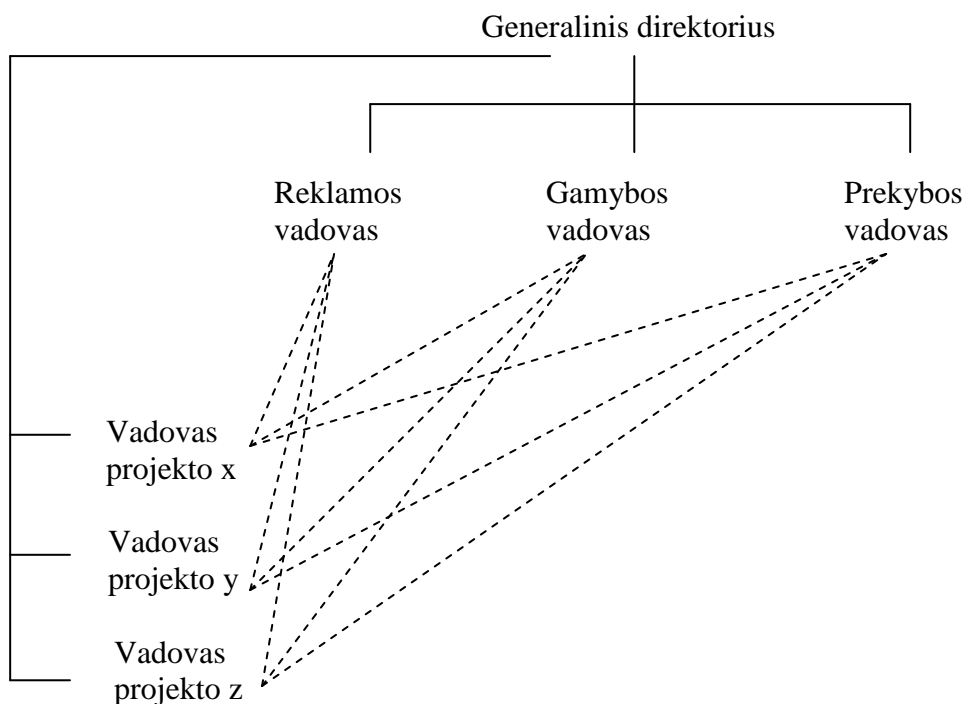 Generalinis direktorius
Reklamos
vadovas
Gamybos
vadovas
Prekybos
vadovas
Vadovas
projekto x
Vadovas
projekto y
Vadovas
projekto z